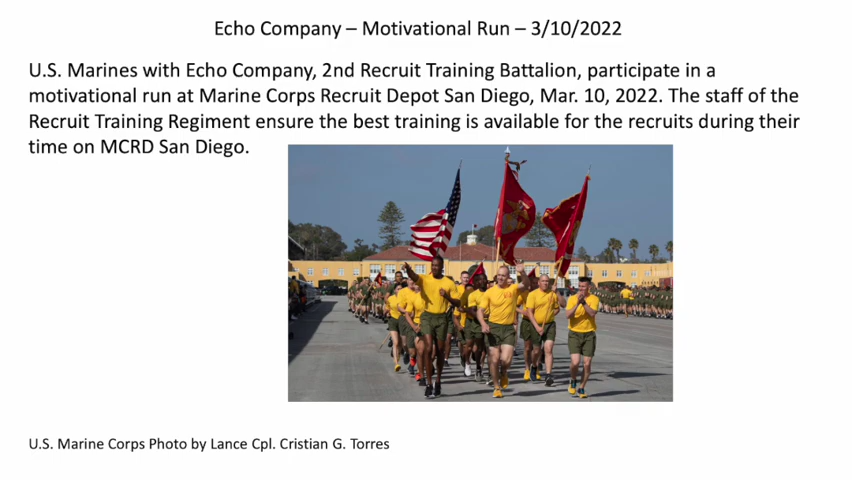 Echo Company – Motivational Run – 3/10/2022
U.S. Marines with Echo Company, 2nd Recruit Training Battalion, participate in a
motivational run at Marine Corps Recruit Depot San Diego, Mar. 10, 2022. The staff of the
Recruit Training Regiment ensure the best training is available for the recruits during their
time on MCRD San Diego.
U.S. Marine Corps Photo by Lance Cpl. Cristian G. Torres